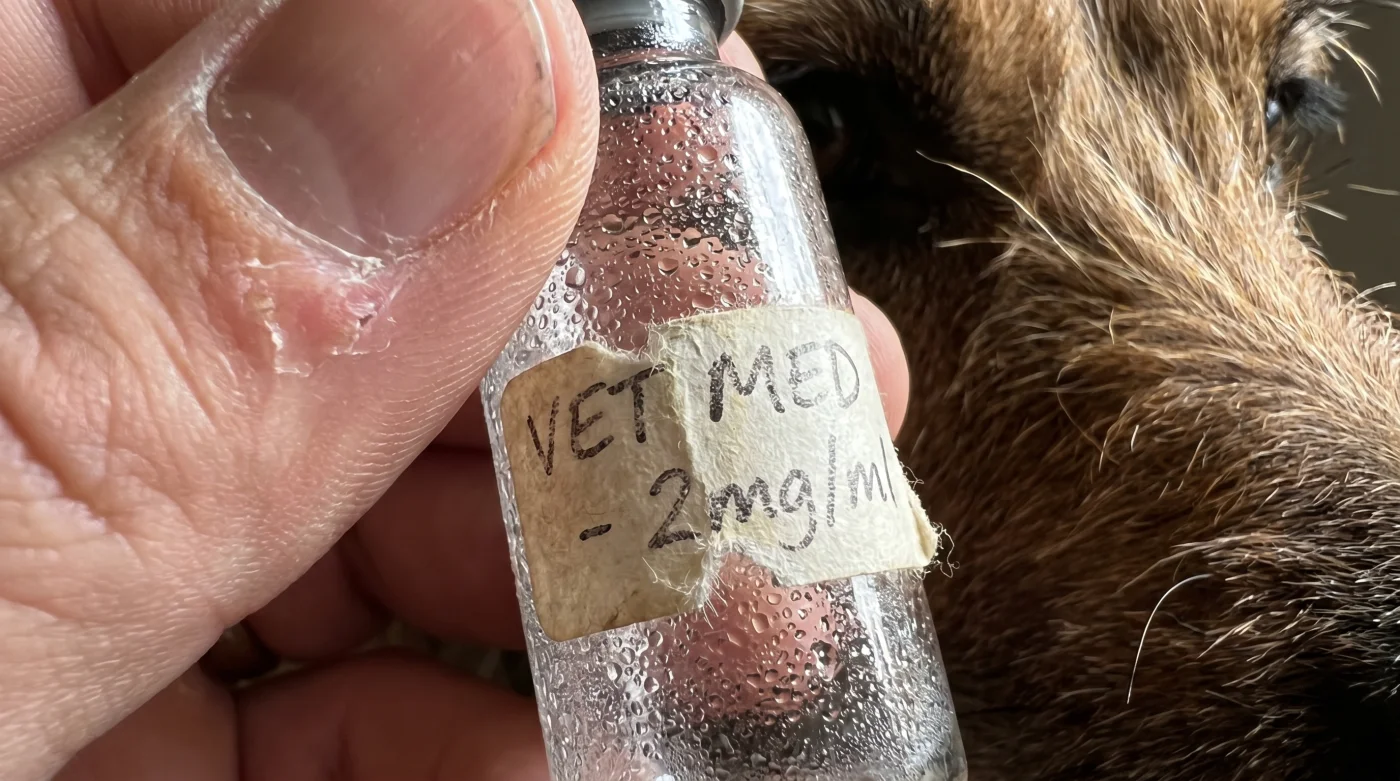 VET MED
- 2mg/ml